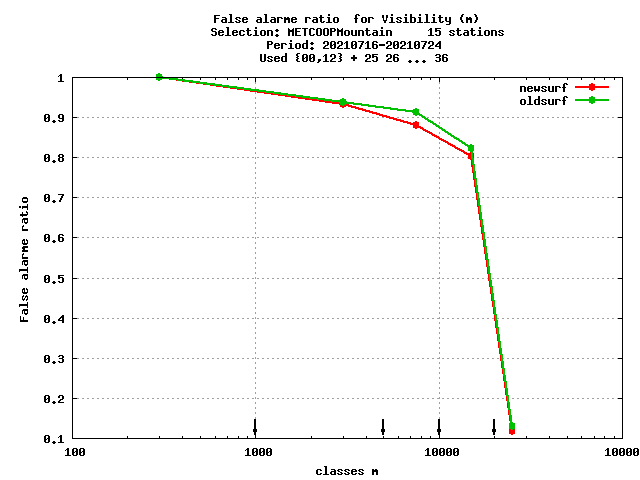 False alarme ratio  for Visibility (m)
Selection: METCOOPMountain     15 stations
Period: 20210716-20210724
Used {00,12} + 25 26 ... 36
newsurf
oldsurf
1
0.9
0.8
0.7
0.6
0.5
0.4
0.3
0.2
0.1
False alarme ratio
100 1000 10000 10000
classes m